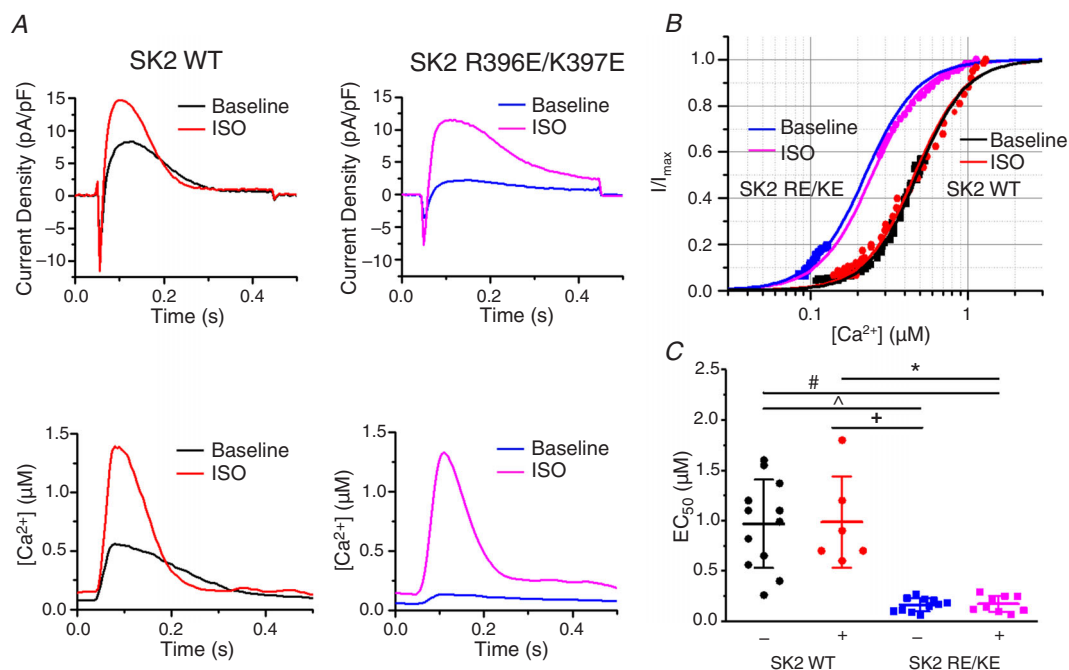 A
SK2 WT
SK2 R396E/K397E
Current Density (pA/pF)
15
10
5
0
−5
−10
Baseline
ISO
0.0 0.2 0.4
Time (s)
Current Density (pA/pF)
15
10
5
0
−5
−10
Baseline
ISO
0.0 0.2 0.4
Time (s)
[Ca²⁺] (µM)
1.5
1.0
0.5
0.0
Baseline
ISO
0.0 0.2 0.4
Time (s)
[Ca²⁺] (µM)
1.5
1.0
0.5
0.0
Baseline
ISO
0.0 0.2 0.4
Time (s)
B
I/Imax
1.0
0.8
0.6
0.4
0.2
0.0
Baseline
ISO
SK2 RE/KE
Baseline
ISO
SK2 WT
0.1 1
[Ca²⁺] (µM)
C
EC₅₀ (µM)
2.5
2.0
1.5
1.0
0.5
0
*
#
^
+
− + − +
SK2 WT SK2 RE/KE